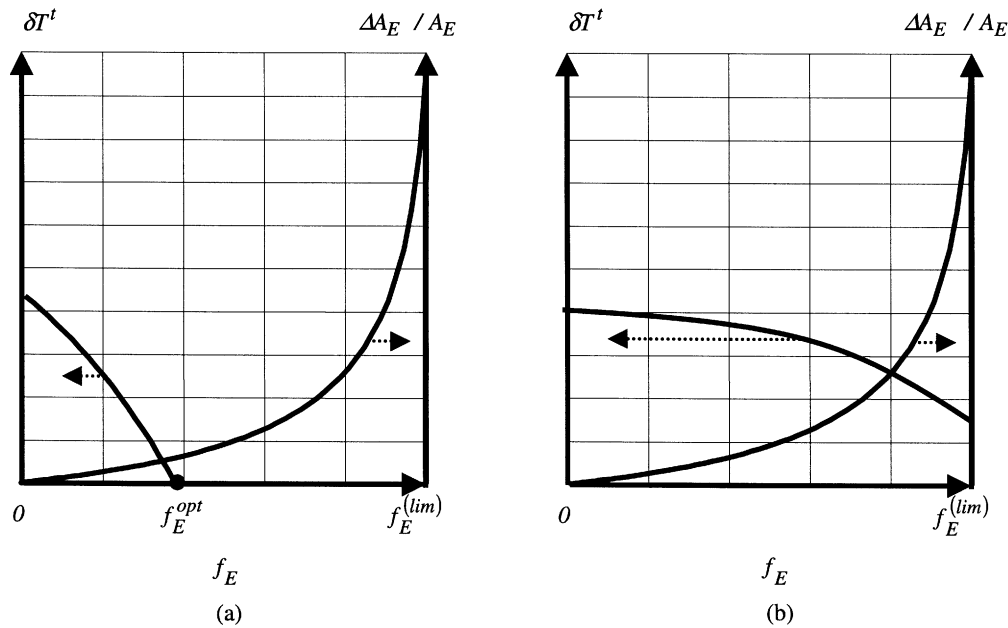 δT^t ΔA_E / A_E δT^t ΔA_E / A_E
0 f_E^opt f_E^(lim) 0 f_E^(lim)
f_E f_E
(a) (b)